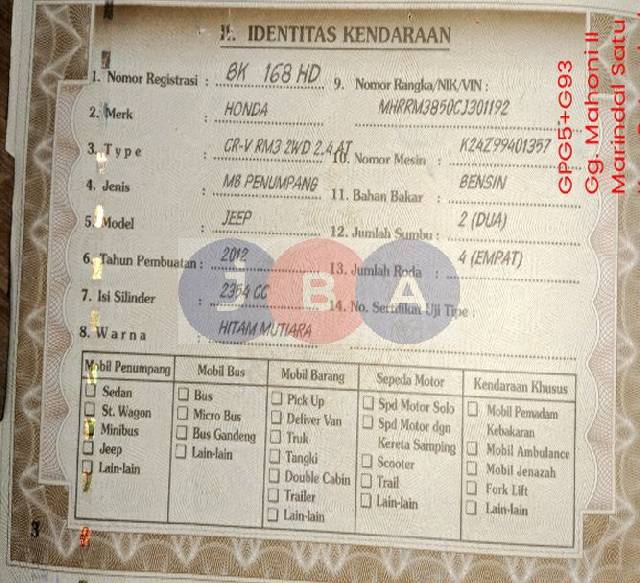 II. IDENTITAS KENDARAAN
1. Nomor Registrasi : BK 168 HD
2. Merk : HONDA
3. Type : CR-V RM3 2WD 2.4 AT
4. Jenis : MB PENUMPANG
5. Model : JEEP
6. Tahun Pembuatan : 2012
7. Isi Silinder : 2354 CC
8. Warna : HITAM MUTIARA
9. Nomor Rangka/NIK/VIN :
MHRRM3850CJ301192
10. Nomor Mesin : K24Z99401357
11. Bahan Bakar : BENSIN
12. Jumlah Sumbu : 2 (DUA)
13. Jumlah Roda : 4 (EMPAT)
14. No. Sertifikat Uji Tipe :
JBA
Mobil Penumpang
Sedan
St. Wagon
Minibus
Jeep
Lain-lain
Mobil Bus
Bus
Micro Bus
Bus Gandeng
Lain-lain
Mobil Barang
Pick Up
Deliver Van
Truk
Tangki
Double Cabin
Trailer
Lain-lain
Sepeda Motor
Spd Motor Solo
Spd Motor dgn
Kereta Samping
Scooter
Trail
Lain-lain
Kendaraan Khusus
Mobil Pemadam
Kebakaran
Mobil Ambulance
Mobil Jenazah
Fork Lift
Lain-lain
3
GPG5+G93
Gg. Mahoni II
Marinddal Satu